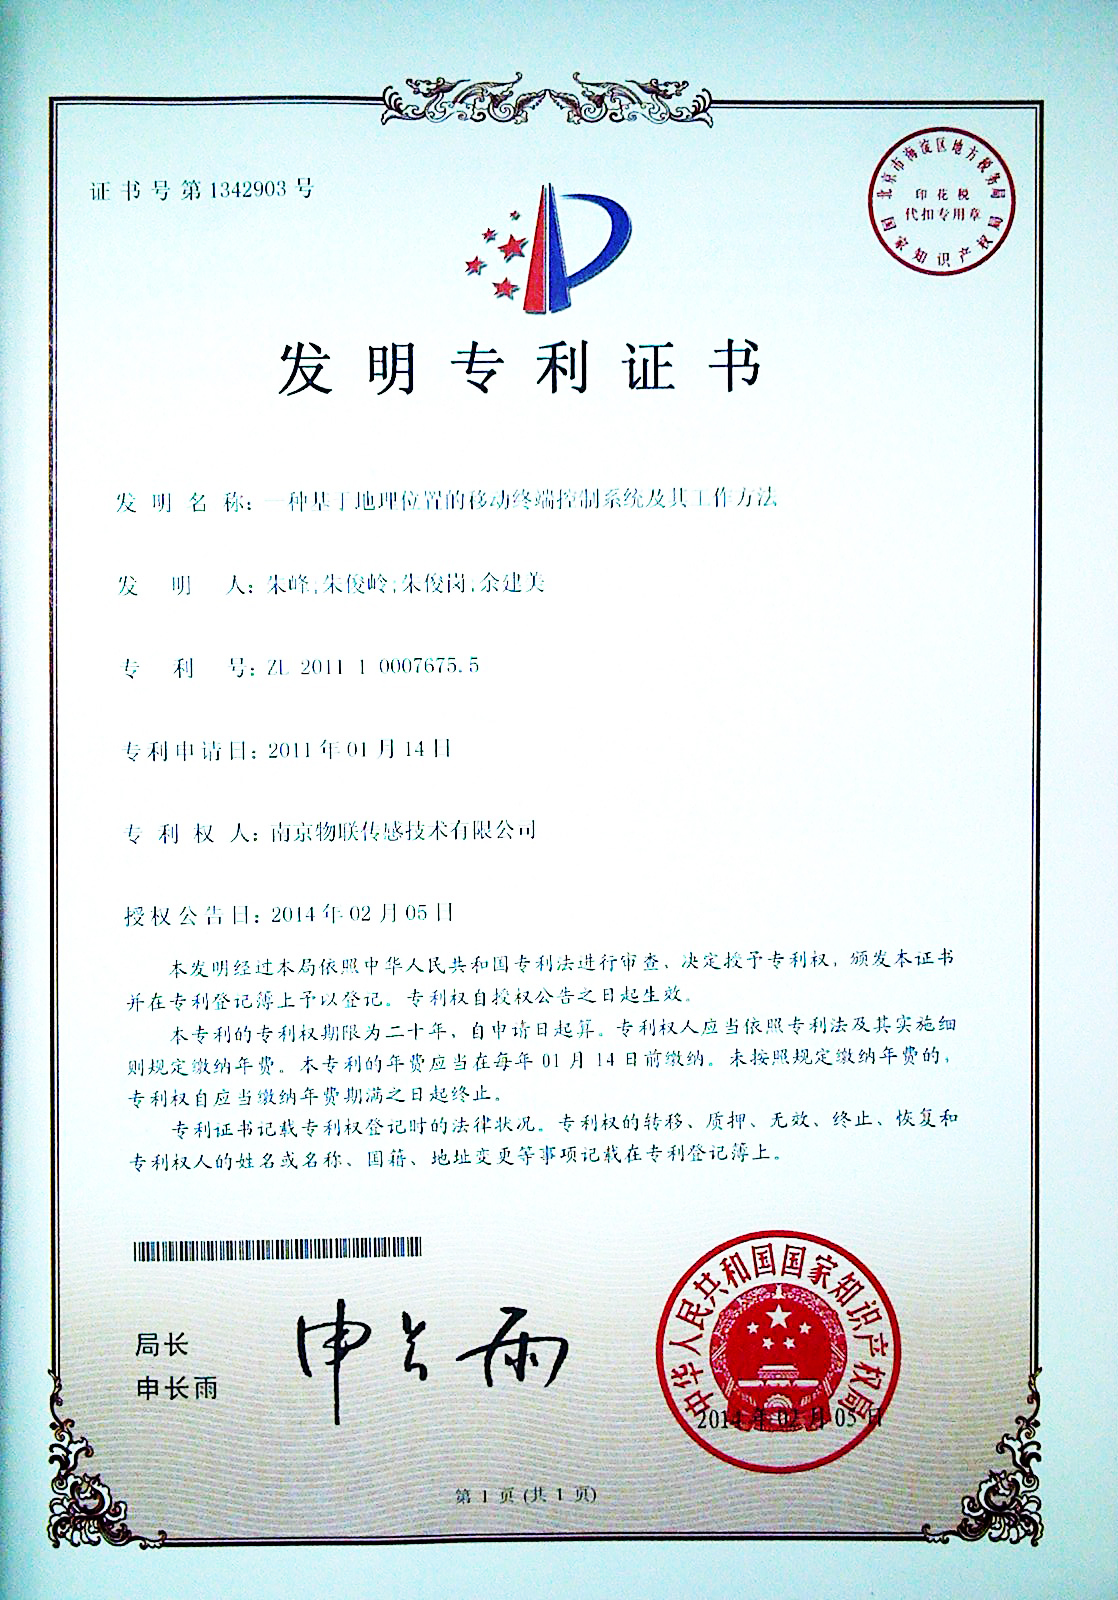 证书号第1342903号
北京市海淀区地方税务局
印花税
代扣专用章
国家知识产权局
发明专利证书
发明名称：一种基于地理位置的移动终端控制系统及其工作方法
发明人：朱峰;朱俊岭;朱俊岗;余建美
专利号：ZL 2011 1 0007675.5
专利申请日：2011年01月14日
专利权人：南京物联传感技术有限公司
授权公告日：2014年02月05日
本发明经过本局依照中华人民共和国专利法进行审查，决定授予专利权，颁发本证书
并在专利登记簿上予以登记。专利权自授权公告之日起生效。
本专利的专利权期限为二十年，自申请日起算。专利权人应当依照专利法及其实施细
则规定缴纳年费。本专利的年费应当在每年01月14日前缴纳。未按照规定缴纳年费的，
专利权自应当缴纳年费期满之日起终止。
专利证书记载专利权登记时的法律状况。专利权的转移、质押、无效、终止、恢复和
专利权人的姓名或名称、国籍、地址变更等事项记载在专利登记簿上。
局长
申长雨
申长雨
中华人民共和国国家知识产权局
2014年02月05日
第1页(共1页)